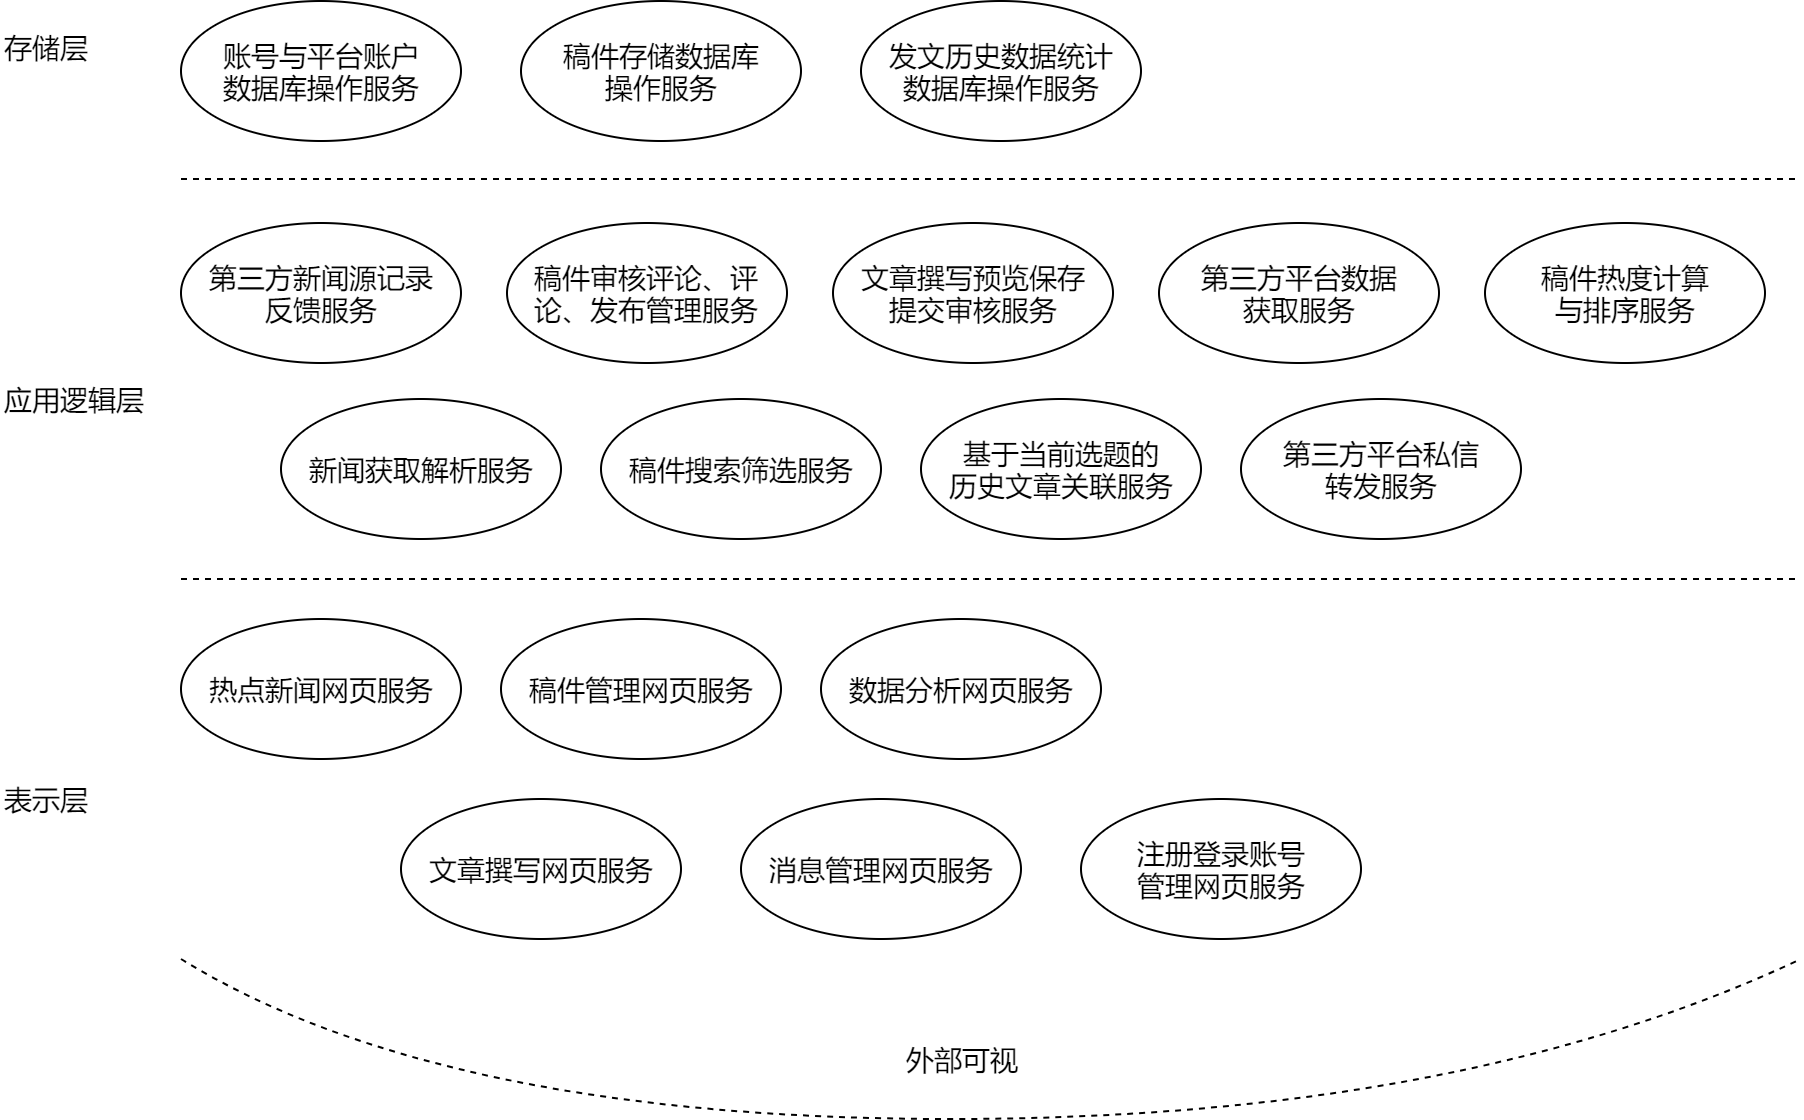 存储层
账号与平台账户
数据库操作服务
稿件存储数据库
操作服务
发文历史数据统计
数据库操作服务
应用逻辑层
第三方新闻源记录
反馈服务
稿件审核评论、评
论、发布管理服务
文章撰写预览保存
提交审核服务
第三方平台数据
获取服务
稿件热度计算
与排序服务
新闻获取解析服务
稿件搜索筛选服务
基于当前选题的
历史文章关联服务
第三方平台私信
转发服务
表示层
热点新闻网页服务
稿件管理网页服务
数据分析网页服务
文章撰写网页服务
消息管理网页服务
注册登录账号
管理网页服务
外部可视